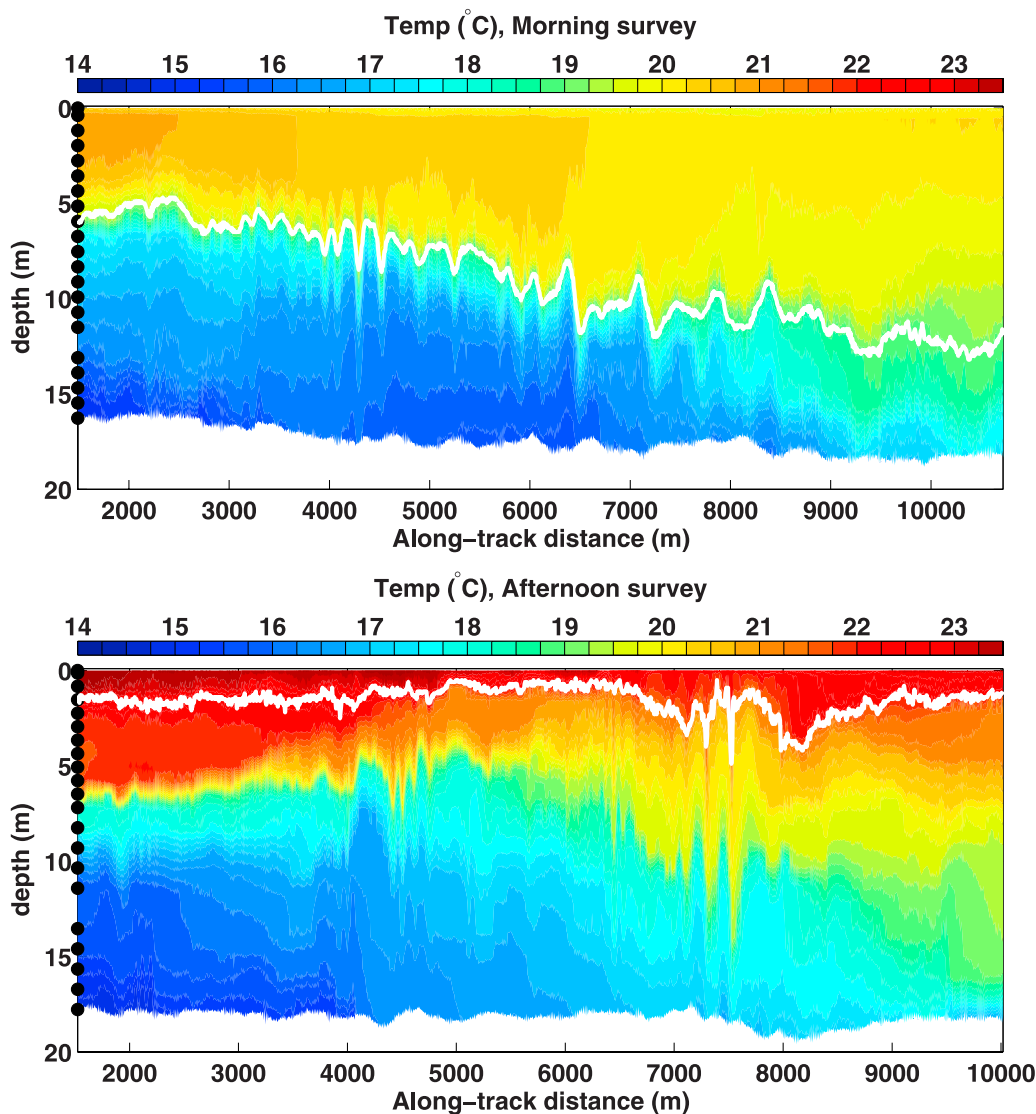 Temp (°C), Morning survey
14 15 16 17 18 19 20 21 22 23
0
5
10
15
20
depth (m)
2000 3000 4000 5000 6000 7000 8000 9000 10000
Along-track distance (m)
Temp (°C), Afternoon survey
14 15 16 17 18 19 20 21 22 23
0
5
10
15
20
depth (m)
2000 3000 4000 5000 6000 7000 8000 9000 10000
Along-track distance (m)